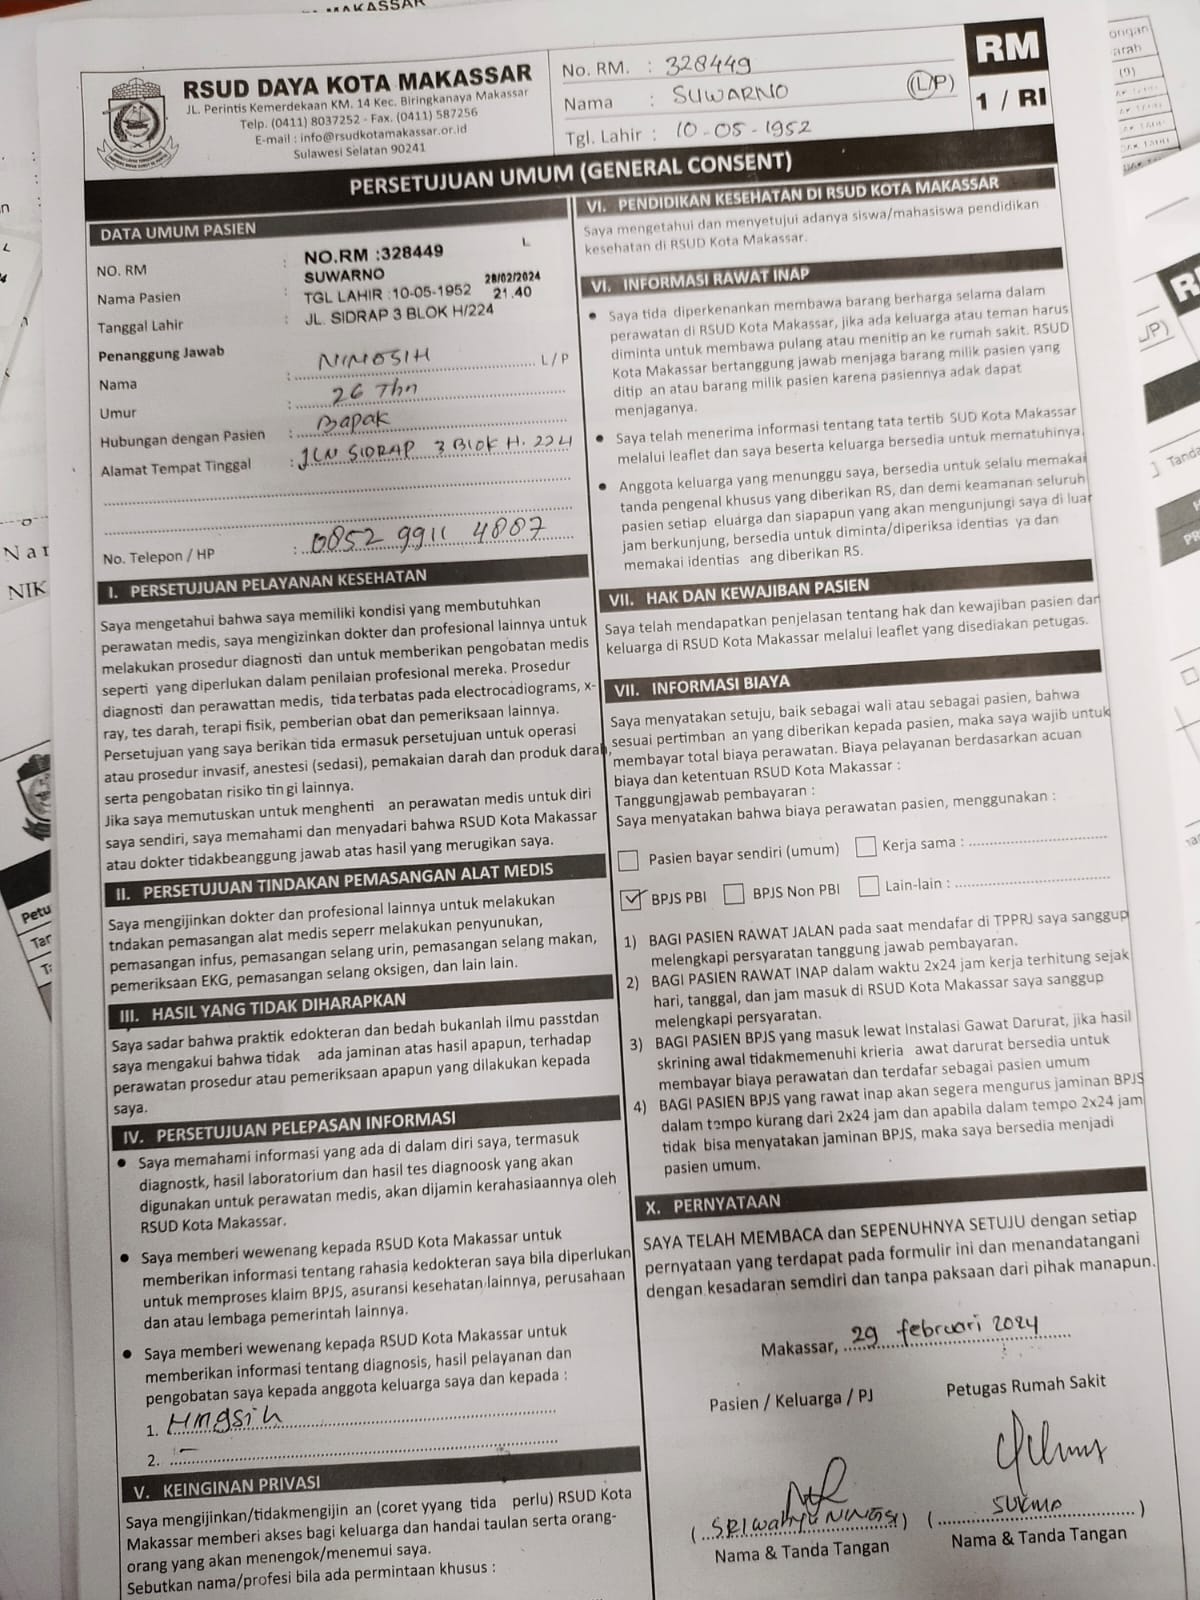 MAKASSAR
RSUD DAYA KOTA MAKASSAR
JL. Perintis Kemerdekaan KM. 14 Kec. Biringkanaya Makassar
Telp. (0411) 8037252 - Fax. (0411) 587256
E-mail : info@rsudkotamakassar.or.id
Sulawesi Selatan 90241
No. RM. : 328449
Nama : SUWARNO (L/P)
Tgl. Lahir : 10-05-1952
RM
1 / RI
PERSETUJUAN UMUM (GENERAL CONSENT)
DATA UMUM PASIEN
NO. RM : NO.RM :328449 L
Nama Pasien : SUWARNO 28/02/2024
Tanggal Lahir : TGL LAHIR :10-05-1952 21.40
JL. SIDRAP 3 BLOK H/224
Penanggung Jawab
Nama : NINOSIH L/P
Umur : 26 Thn
Hubungan dengan Pasien : Bapak
Alamat Tempat Tinggal : JLN SIDRAP 3 BLOK H. 224
No. Telepon / HP : 0852 9911 4887
I. PERSETUJUAN PELAYANAN KESEHATAN
Saya mengetahui bahwa saya memiliki kondisi yang membutuhkan
perawatan medis, saya mengizinkan dokter dan profesional lainnya untuk
melakukan prosedur diagnosti dan untuk memberikan pengobatan medis
seperti yang diperlukan dalam penilaian profesional mereka. Prosedur
diagnosti dan perawattan medis, tida terbatas pada electrocadiograms, x-
ray, tes darah, terapi fisik, pemberian obat dan pemeriksaan lainnya.
Persetujuan yang saya berikan tida ermasuk persetujuan untuk operasi
atau prosedur invasif, anestesi (sedasi), pemakaian darah dan produk darah,
serta pengobatan risiko tin gi lainnya.
Jika saya memutuskan untuk menghenti an perawatan medis untuk diri
saya sendiri, saya memahami dan menyadari bahwa RSUD Kota Makassar
atau dokter tidakbeanggung jawab atas hasil yang merugikan saya.
II. PERSETUJUAN TINDAKAN PEMASANGAN ALAT MEDIS
Saya mengijinkan dokter dan profesional lainnya untuk melakukan
tndakan pemasangan alat medis seperr melakukan penyunukan,
pemasangan infus, pemasangan selang urin, pemasangan selang makan,
pemeriksaan EKG, pemasangan selang oksigen, dan lain lain.
III. HASIL YANG TIDAK DIHARAPKAN
Saya sadar bahwa praktik edokteran dan bedah bukanlah ilmu passtdan
saya mengakui bahwa tidak ada jaminan atas hasil apapun, terhadap
perawatan prosedur atau pemeriksaan apapun yang dilakukan kepada
saya.
IV. PERSETUJUAN PELEPASAN INFORMASI
● Saya memahami informasi yang ada di dalam diri saya, termasuk
diagnostk, hasil laboratorium dan hasil tes diagnoosk yang akan
digunakan untuk perawatan medis, akan dijamin kerahasiaannya oleh
RSUD Kota Makassar.
● Saya memberi wewenang kepada RSUD Kota Makassar untuk
memberikan informasi tentang rahasia kedokteran saya bila diperlukan
untuk memproses klaim BPJS, asuransi kesehatan lainnya, perusahaan
dan atau lembaga pemerintah lainnya.
● Saya memberi wewenang kepada RSUD Kota Makassar untuk
memberikan informasi tentang diagnosis, hasil pelayanan dan
pengobatan saya kepada anggota keluarga saya dan kepada :
1.
2. -
V. KEINGINAN PRIVASI
Saya mengijinkan/tidakmengijin an (coret yyang tida perlu) RSUD Kota
Makassar memberi akses bagi keluarga dan handai taulan serta orang-
orang yang akan menengok/menemui saya.
Sebutkan nama/profesi bila ada permintaan khusus :
VI. PENDIDIKAN KESEHATAN DI RSUD KOTA MAKASSAR
Saya mengetahui dan menyetujui adanya siswa/mahasiswa pendidikan
kesehatan di RSUD Kota Makassar.
VI. INFORMASI RAWAT INAP
● Saya tida diperkenankan membawa barang berharga selama dalam
perawatan di RSUD Kota Makassar, jika ada keluarga atau teman harus
diminta untuk membawa pulang atau menitip an ke rumah sakit. RSUD
Kota Makassar bertanggung jawab menjaga barang milik pasien yang
ditip an atau barang milik pasien karena pasiennya adak dapat
menjaganya.
● Saya telah menerima informasi tentang tata tertib SUD Kota Makassar
melalui leaflet dan saya beserta keluarga bersedia untuk mematuhinya.
● Anggota keluarga yang menunggu saya, bersedia untuk selalu memakai
tanda pengenal khusus yang diberikan RS, dan demi keamanan seluruh
pasien setiap eluarga dan siapapun yang akan mengunjungi saya di luar
jam berkunjung, bersedia untuk diminta/diperiksa identias ya dan
memakai identias ang diberikan RS.
VII. HAK DAN KEWAJIBAN PASIEN
Saya telah mendapatkan penjelasan tentang hak dan kewajiban pasien dan
keluarga di RSUD Kota Makassar melalui leaflet yang disediakan petugas.
VII. INFORMASI BIAYA
Saya menyatakan setuju, baik sebagai wali atau sebagai pasien, bahwa
sesuai pertimban an yang diberikan kepada pasien, maka saya wajib untuk
membayar total biaya perawatan. Biaya pelayanan berdasarkan acuan
biaya dan ketentuan RSUD Kota Makassar :
Tanggungjawab pembayaran :
Saya menyatakan bahwa biaya perawatan pasien, menggunakan :
☐ Pasien bayar sendiri (umum) ☐ Kerja sama :
☑ BPJS PBI ☐ BPJS Non PBI ☐ Lain-lain :
1) BAGI PASIEN RAWAT JALAN pada saat mendafar di TPPRJ saya sanggup
melengkapi persyaratan tanggung jawab pembayaran.
2) BAGI PASIEN RAWAT INAP dalam waktu 2x24 jam kerja terhitung sejak
hari, tanggal, dan jam masuk di RSUD Kota Makassar saya sanggup
melengkapi persyaratan.
3) BAGI PASIEN BPJS yang masuk lewat Instalasi Gawat Darurat, jika hasil
skrining awal tidakmemenuhi krieria awat darurat bersedia untuk
membayar biaya perawatan dan terdafar sebagai pasien umum
4) BAGI PASIEN BPJS yang rawat inap akan segera mengurus jaminan BPJS
dalam tempo kurang dari 2x24 jam dan apabila dalam tempo 2x24 jam
tidak bisa menyatakan jaminan BPJS, maka saya bersedia menjadi
pasien umum.
X. PERNYATAAN
SAYA TELAH MEMBACA dan SEPENUHNYA SETUJU dengan setiap
pernyataan yang terdapat pada formulir ini dan menandatangani
dengan kesadaran semdiri dan tanpa paksaan dari pihak manapun.
Makassar, 29 februari 2024
Pasien / Keluarga / PJ Petugas Rumah Sakit
(SRI WAHYU NINGSI) (SUKMA)
Nama & Tanda Tangan Nama & Tanda Tangan